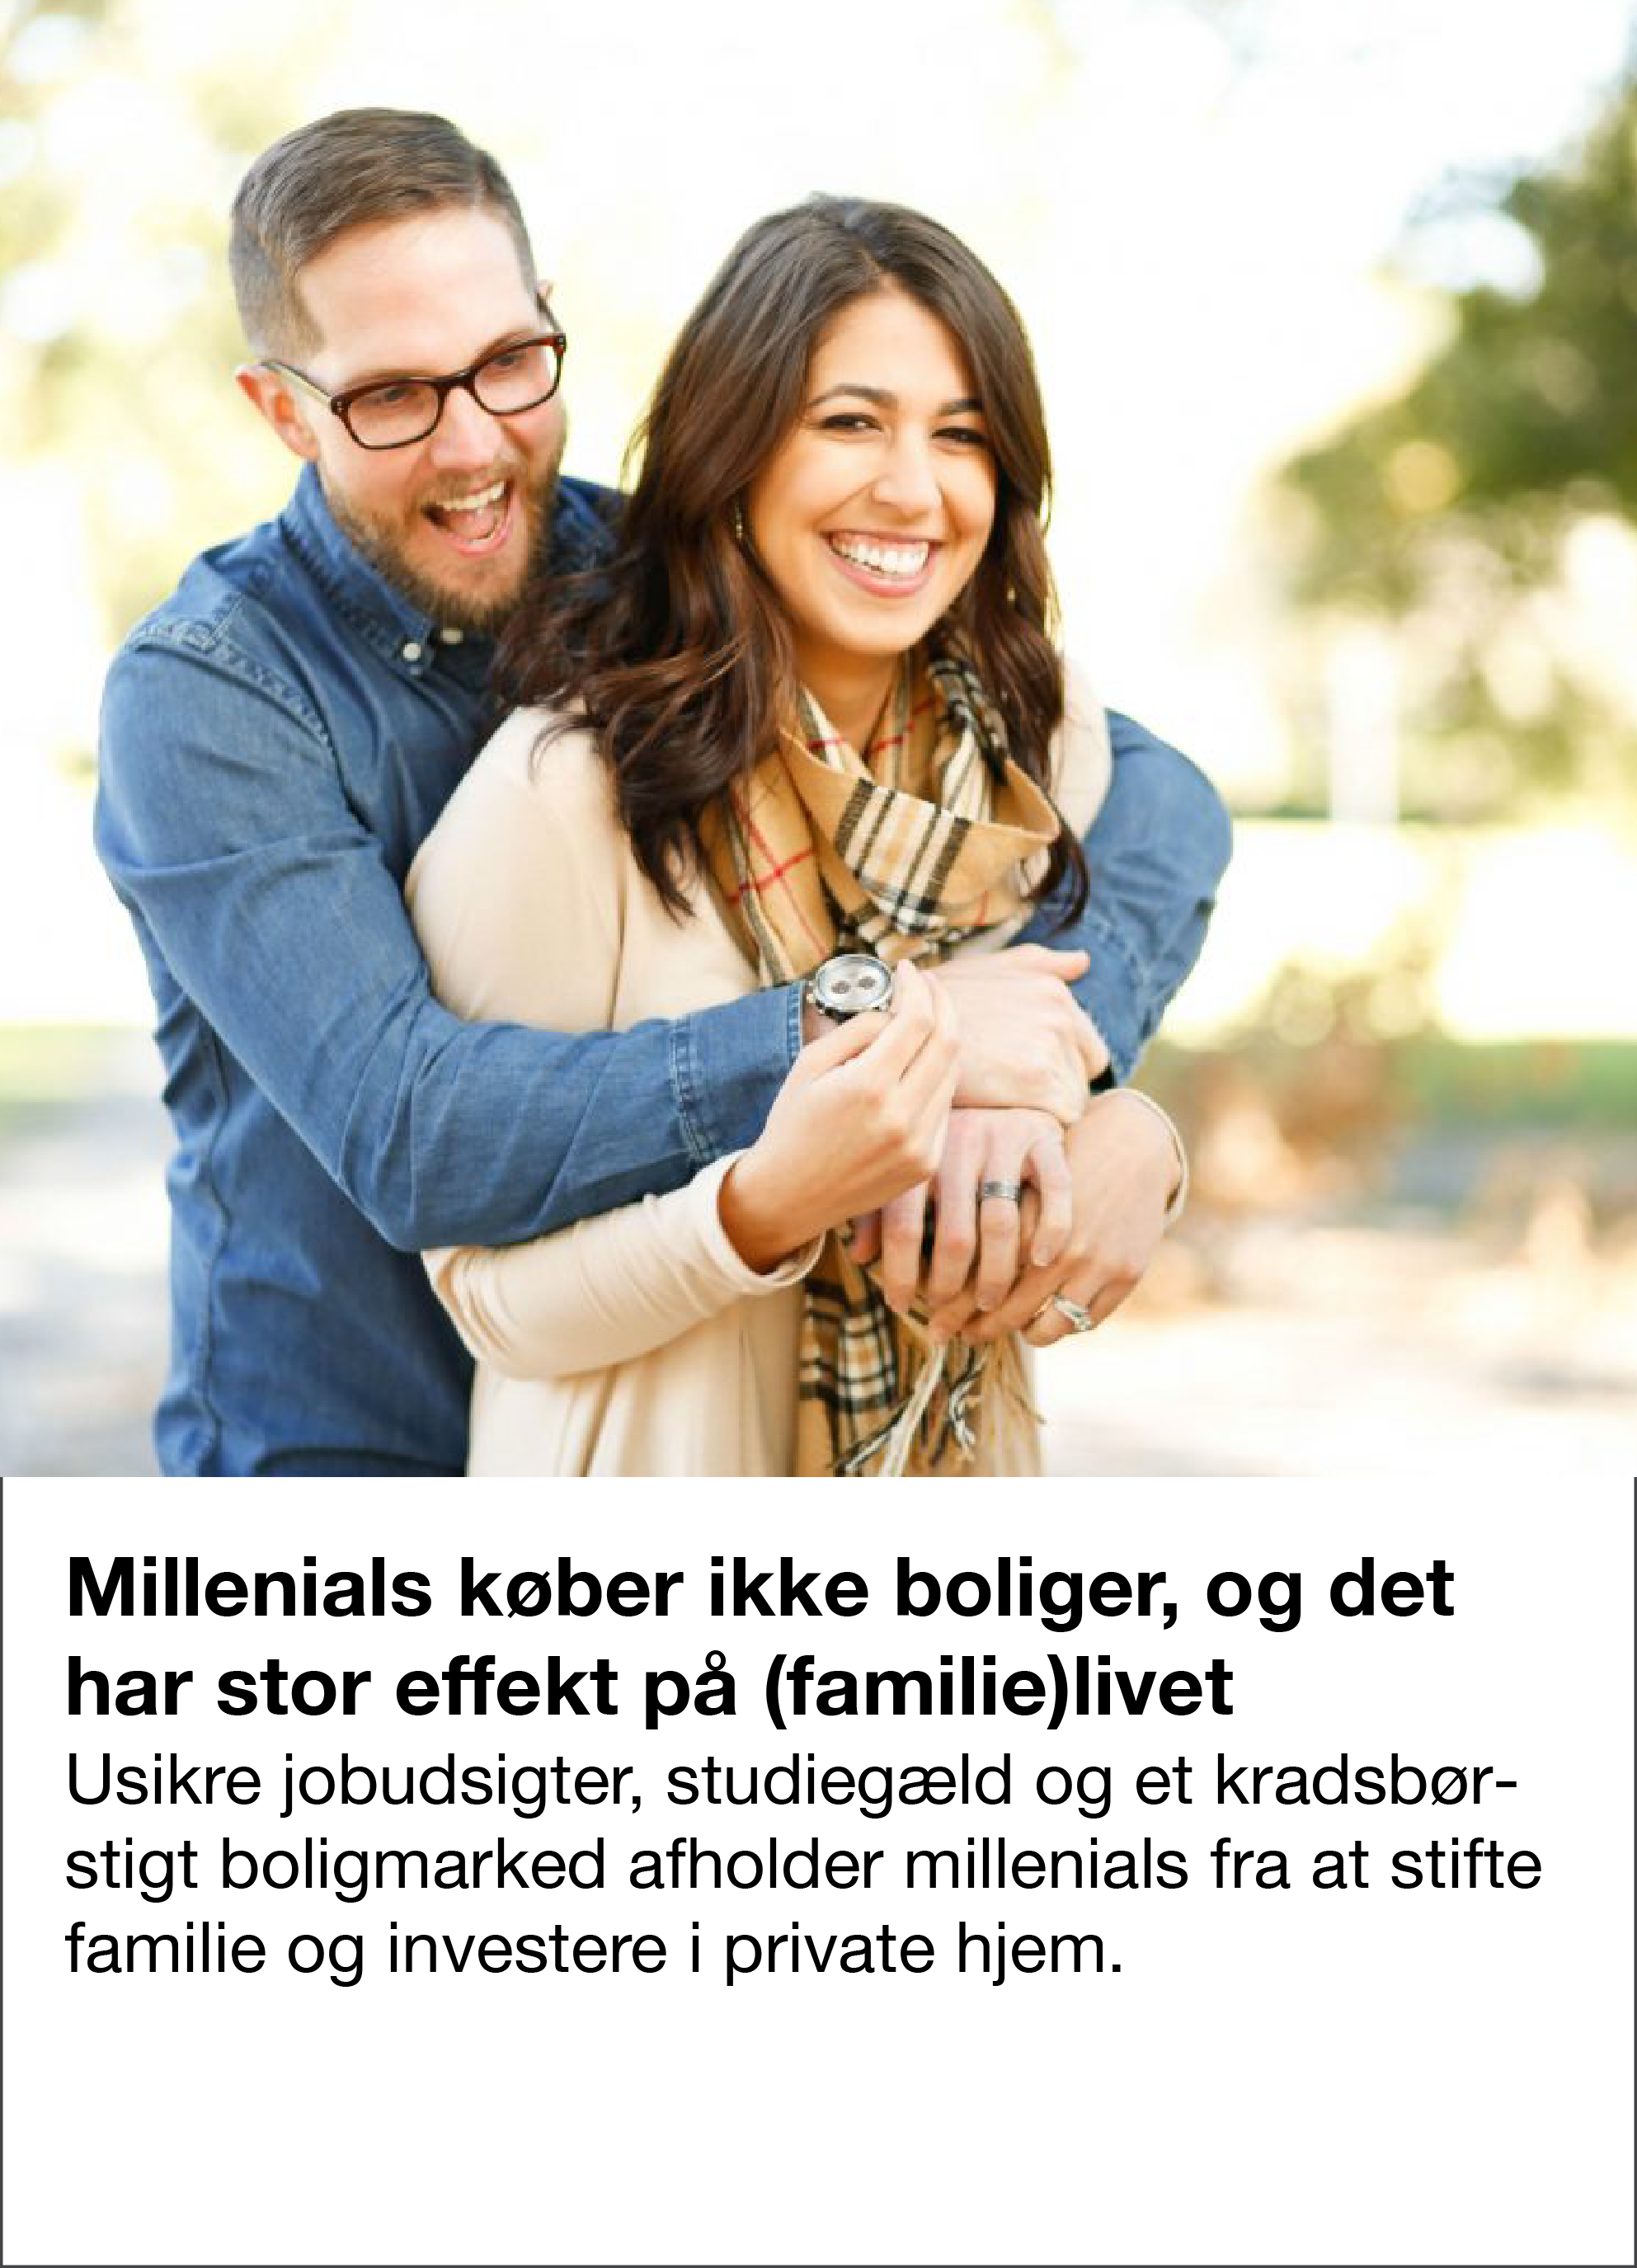 Millenials køber ikke boliger, og det
har stor effekt på (familie)livet
Usikre jobudsigter, studiegæld og et kradsbør-
stigt boligmarked afholder millenials fra at stifte
familie og investere i private hjem.